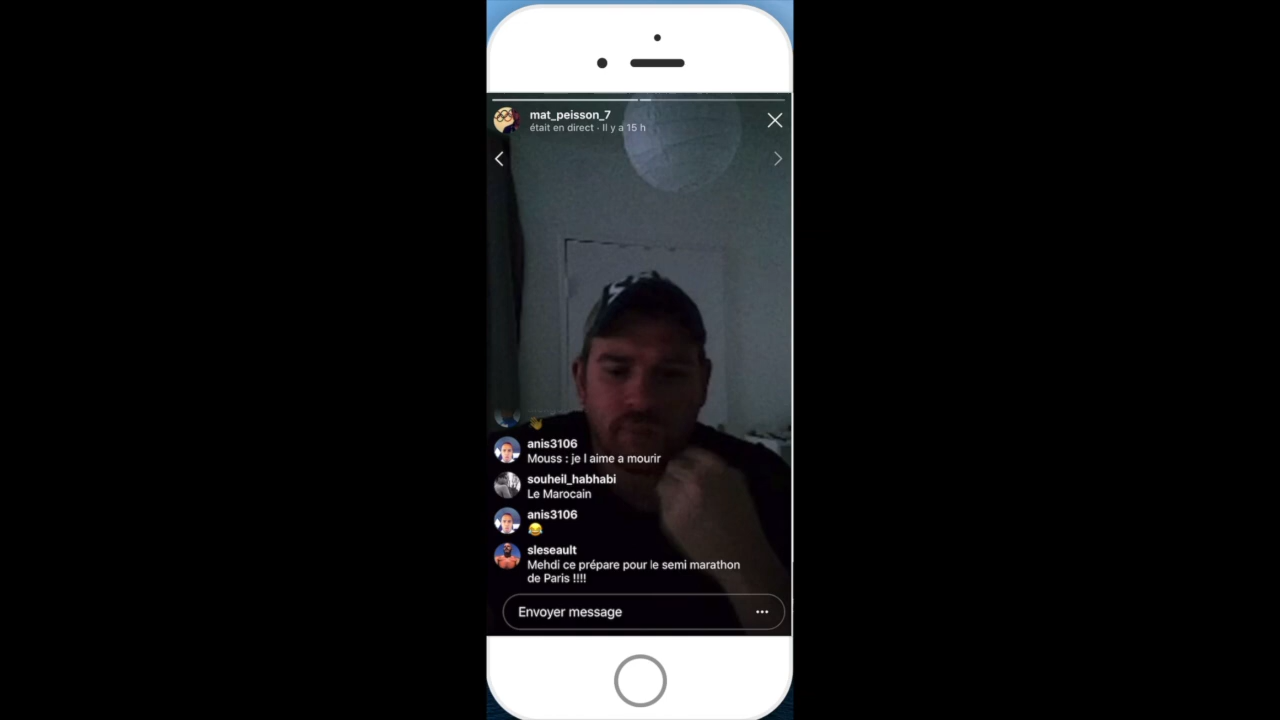 mat_peisson_7
était en direct · Il y a 15 h
anis3106
Mouss : je l aime a mourir
souheil_habhabi
Le Marocain
anis3106
😂
sleseault
Mehdi ce prépare pour le semi marathon
de Paris !!!!
Envoyer message